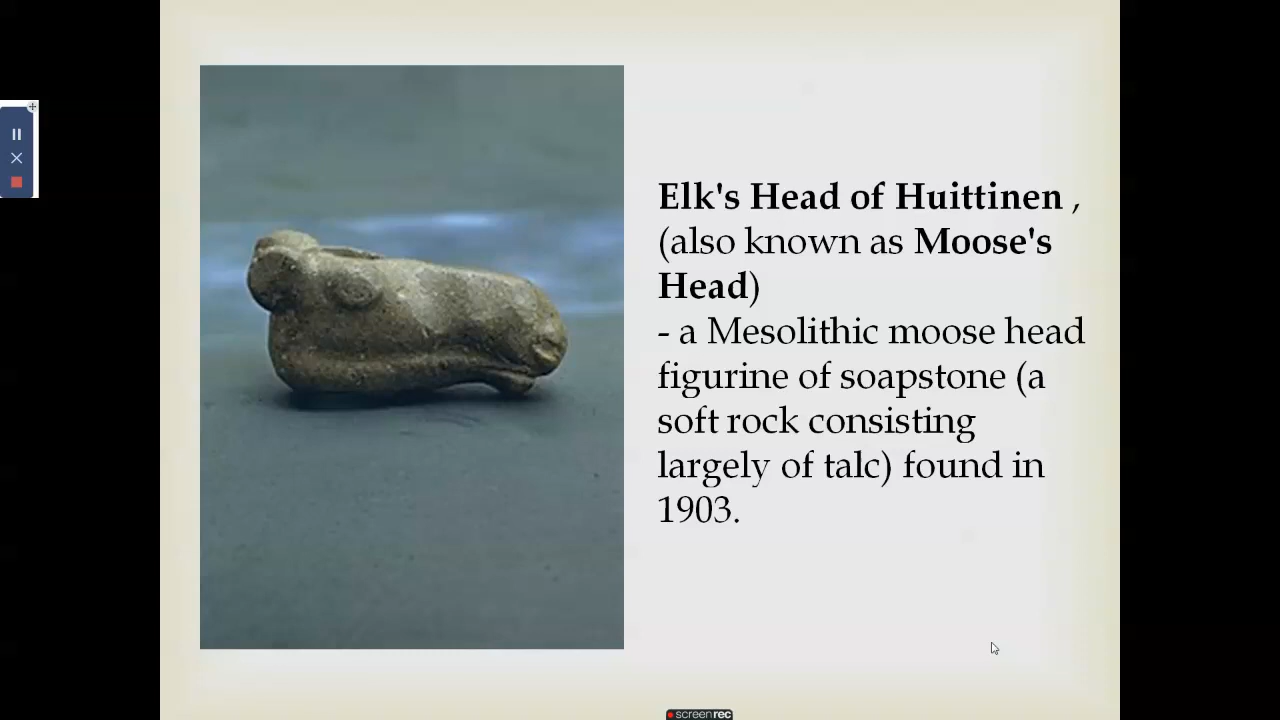 Elk's Head of Huittinen ,
(also known as Moose's
Head)
- a Mesolithic moose head
figurine of soapstone (a
soft rock consisting
largely of talc) found in
1903.
screenrec